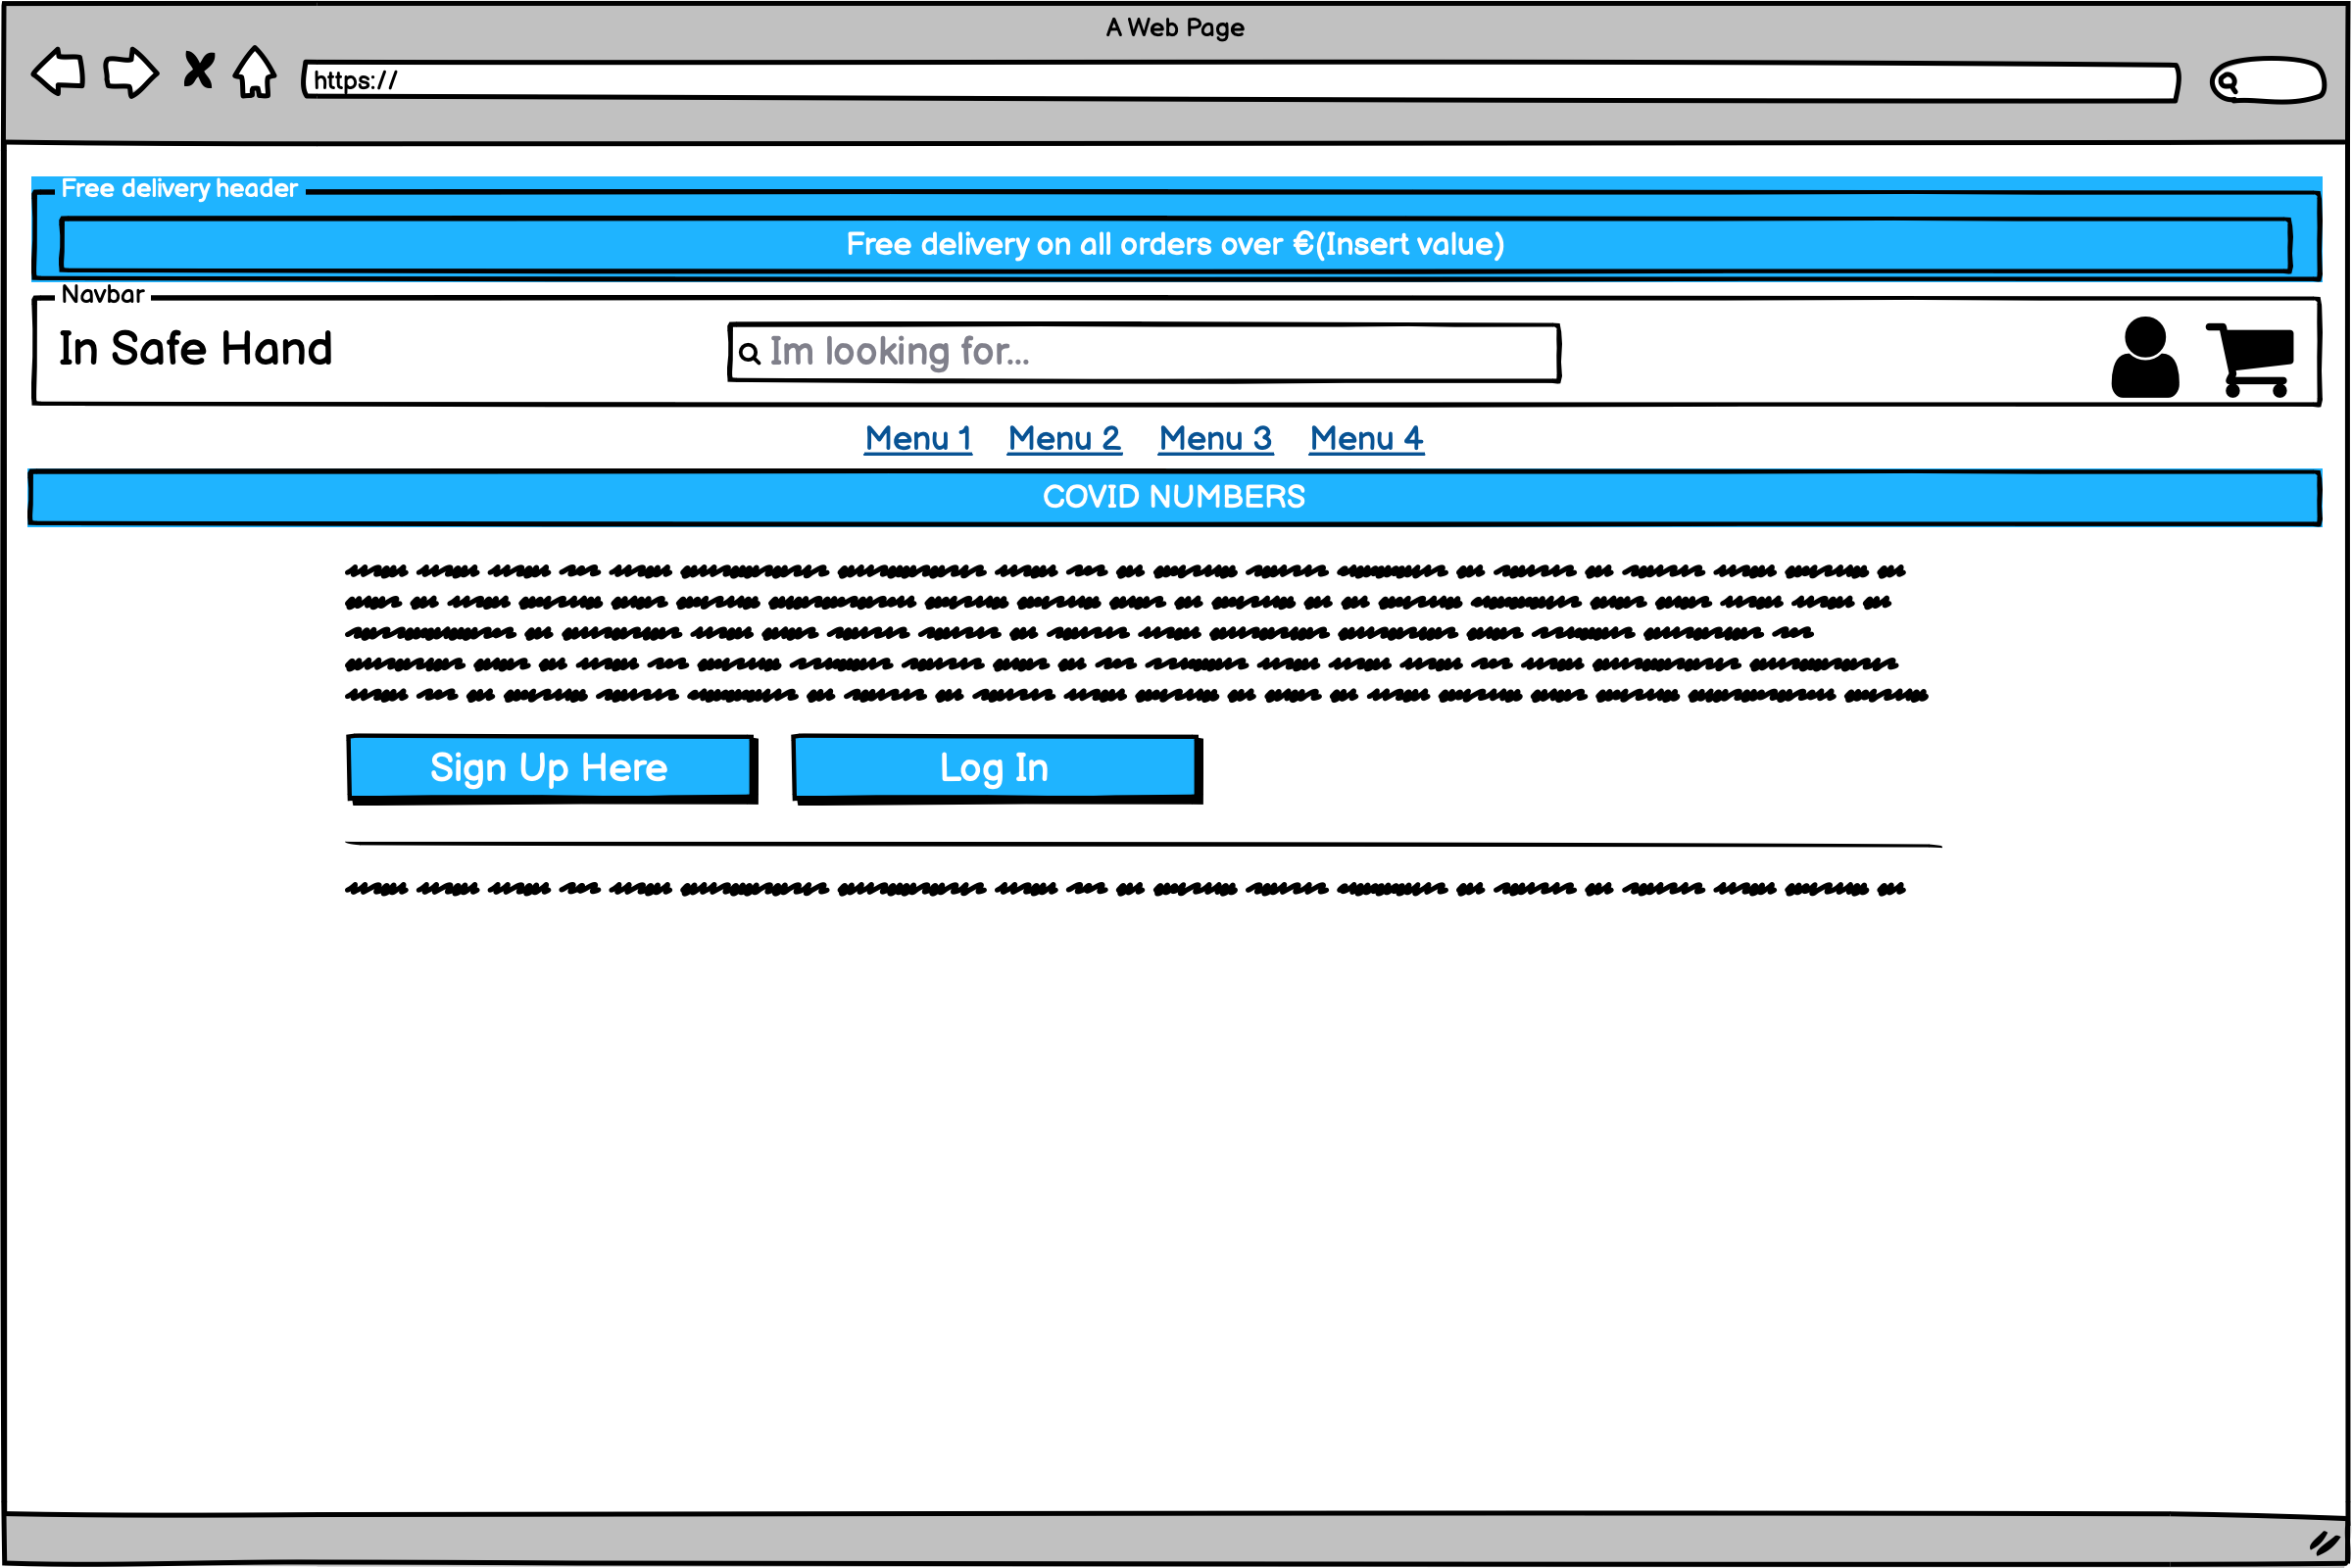 A Web Page
https://
Free delivery header
Free delivery on all orders over €(Insert value)
Navbar
In Safe Hand
Im looking for...
Menu 1 Menu 2 Menu 3 Menu 4
COVID NUMBERS
Sign Up Here
Log In